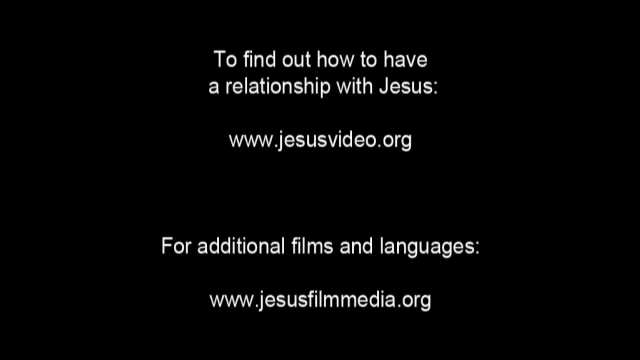 To find out how to have
a relationship with Jesus:
www.jesusvideo.org
For additional films and languages:
www.jesusfilmmedia.org